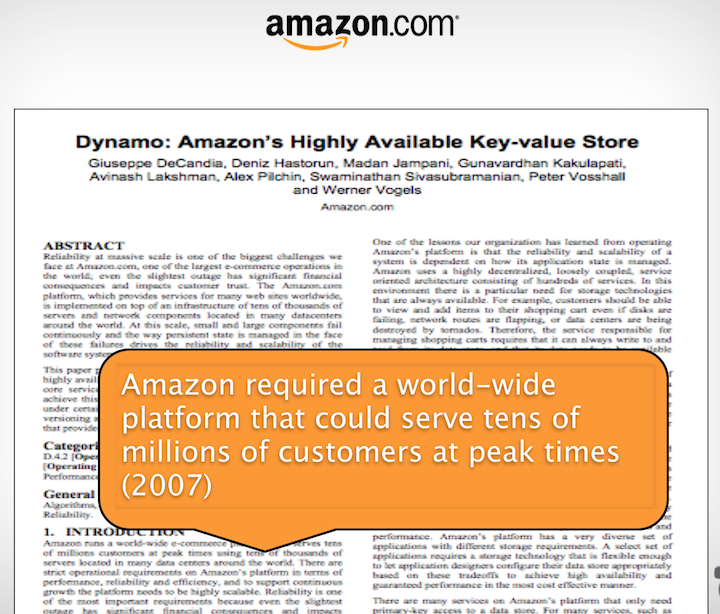 amazon.com
Dynamo: Amazon's Highly Available Key-value Store
Giuseppe DeCandia, Deniz Hastorun, Madan Jampani, Gunavardhan Kakulapati,
Avinash Lakshman, Alex Pilchin, Swaminathan Sivasubramanian, Peter Vosshall
and Werner Vogels
Amazon.com
ABSTRACT
Reliability at massive scale is one of the biggest challenges we
face at Amazon.com, one of the largest e-commerce operations in
the world; even the slightest outage has significant financial
consequences and impacts customer trust. The Amazon.com
platform, which provides services for many web sites worldwide,
is implemented on top of an infrastructure of tens of thousands of
servers and network components located in many datacenters
around the world. At this scale, small and large components fail
continuously and the way persistent state is managed in the face
of these failures drives the reliability and scalability of the
software system
This paper p
highly avail
core service
achieve this
under certai
versioning a
that provide
Categori
D.4.2 [Oper
[Operating
Performance
General
Algorithms,
Reliability.
1. INTRODUCTION
Amazon runs a world-wide e-commerce p serves tens
of millions customers at peak times using tens of thousands of
servers located in many data centers around the world. There are
strict operational requirements on Amazon's platform in terms of
performance, reliability and efficiency, and to support continuous
growth the platform needs to be highly scalable. Reliability is one
of the most important requirements because even the slightest
outage has significant financial consequences and impacts
One of the lessons our organization has learned from operating
Amazon's platform is that the reliability and scalability of a
system is dependent on how its application state is managed.
Amazon uses a highly decentralized, loosely coupled, service
oriented architecture consisting of hundreds of services. In this
environment there is a particular need for storage technologies
that are always available. For example, customers should be able
to view and add items to their shopping cart even if disks are
failing, network routes are flapping, or data centers are being
destroyed by tornados. Therefore, the service responsible for
managing shopping carts requires that it can always write to and
Amazon required a world-wide
platform that could serve tens of
millions of customers at peak times
(2007)
and
performance. Amazon's platform has a very diverse set of
applications with different storage requirements. A select set of
applications requires a storage technology that is flexible enough
to let application designers configure their data store appropriately
based on these tradeoffs to achieve high availability and
guaranteed performance in the most cost effective manner.
There are many services on Amazon's platform that only need
primary-key access to a data store. For many services, such as